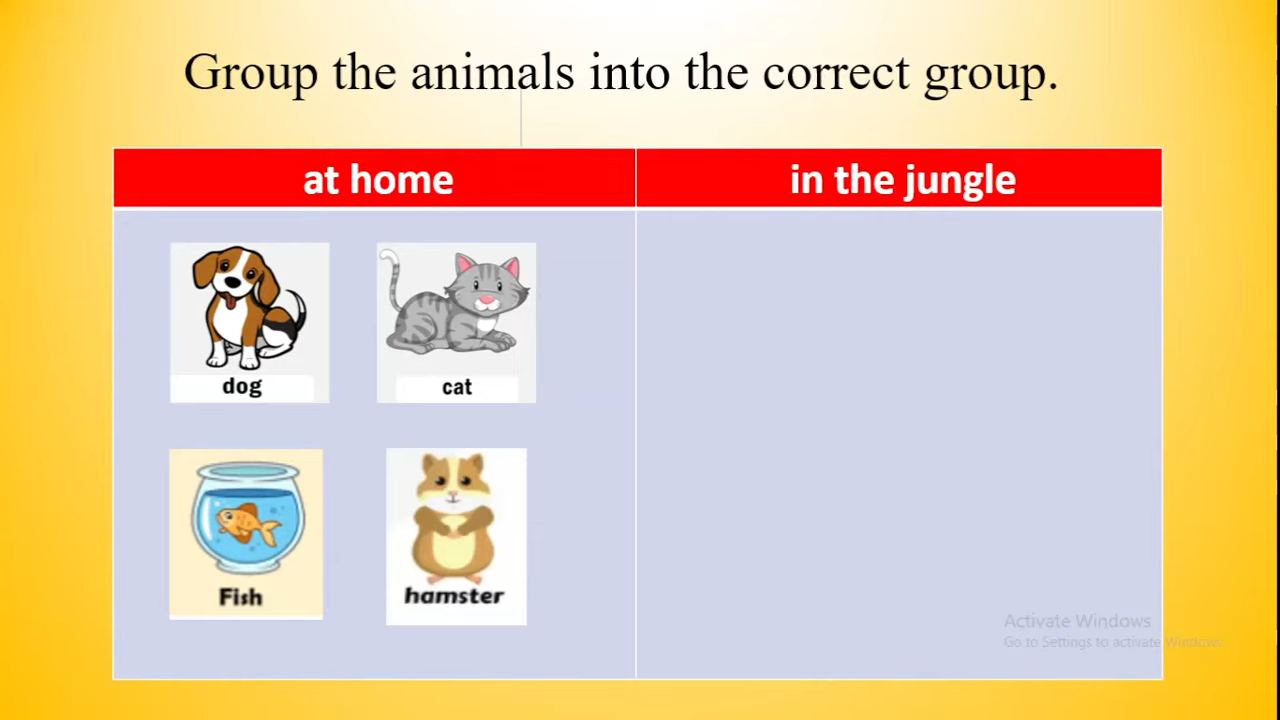 Group the animals into the correct group.
at home
in the jungle
dog
cat
Fish
hamster
Activate Windows
Go to Settings to activate Windows.